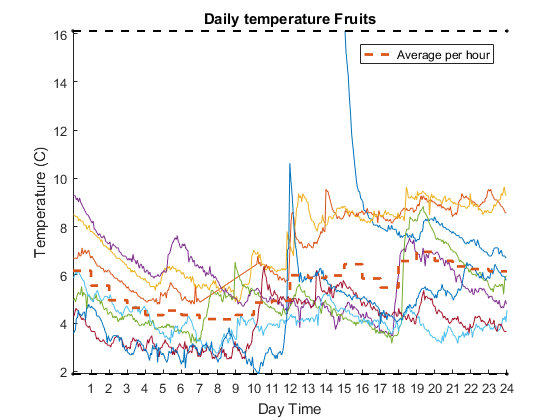 Daily temperature Fruits
Average per hour
Temperature (C)
16
14
12
10
8
6
4
2
1 2 3 4 5 6 7 8 9 10 11 12 13 14 15 16 17 18 19 20 21 22 23 24
Day Time